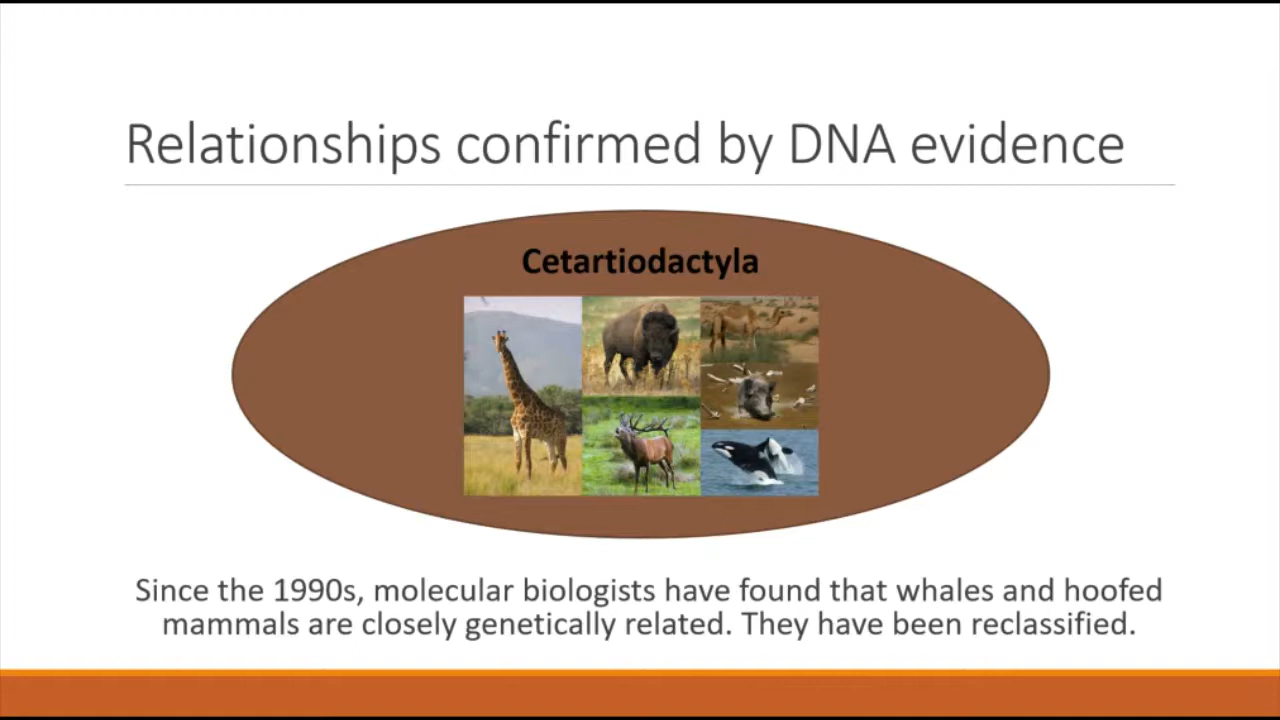 Relationships confirmed by DNA evidence
Cetartiodactyla
Since the 1990s, molecular biologists have found that whales and hoofed
mammals are closely genetically related. They have been reclassified.